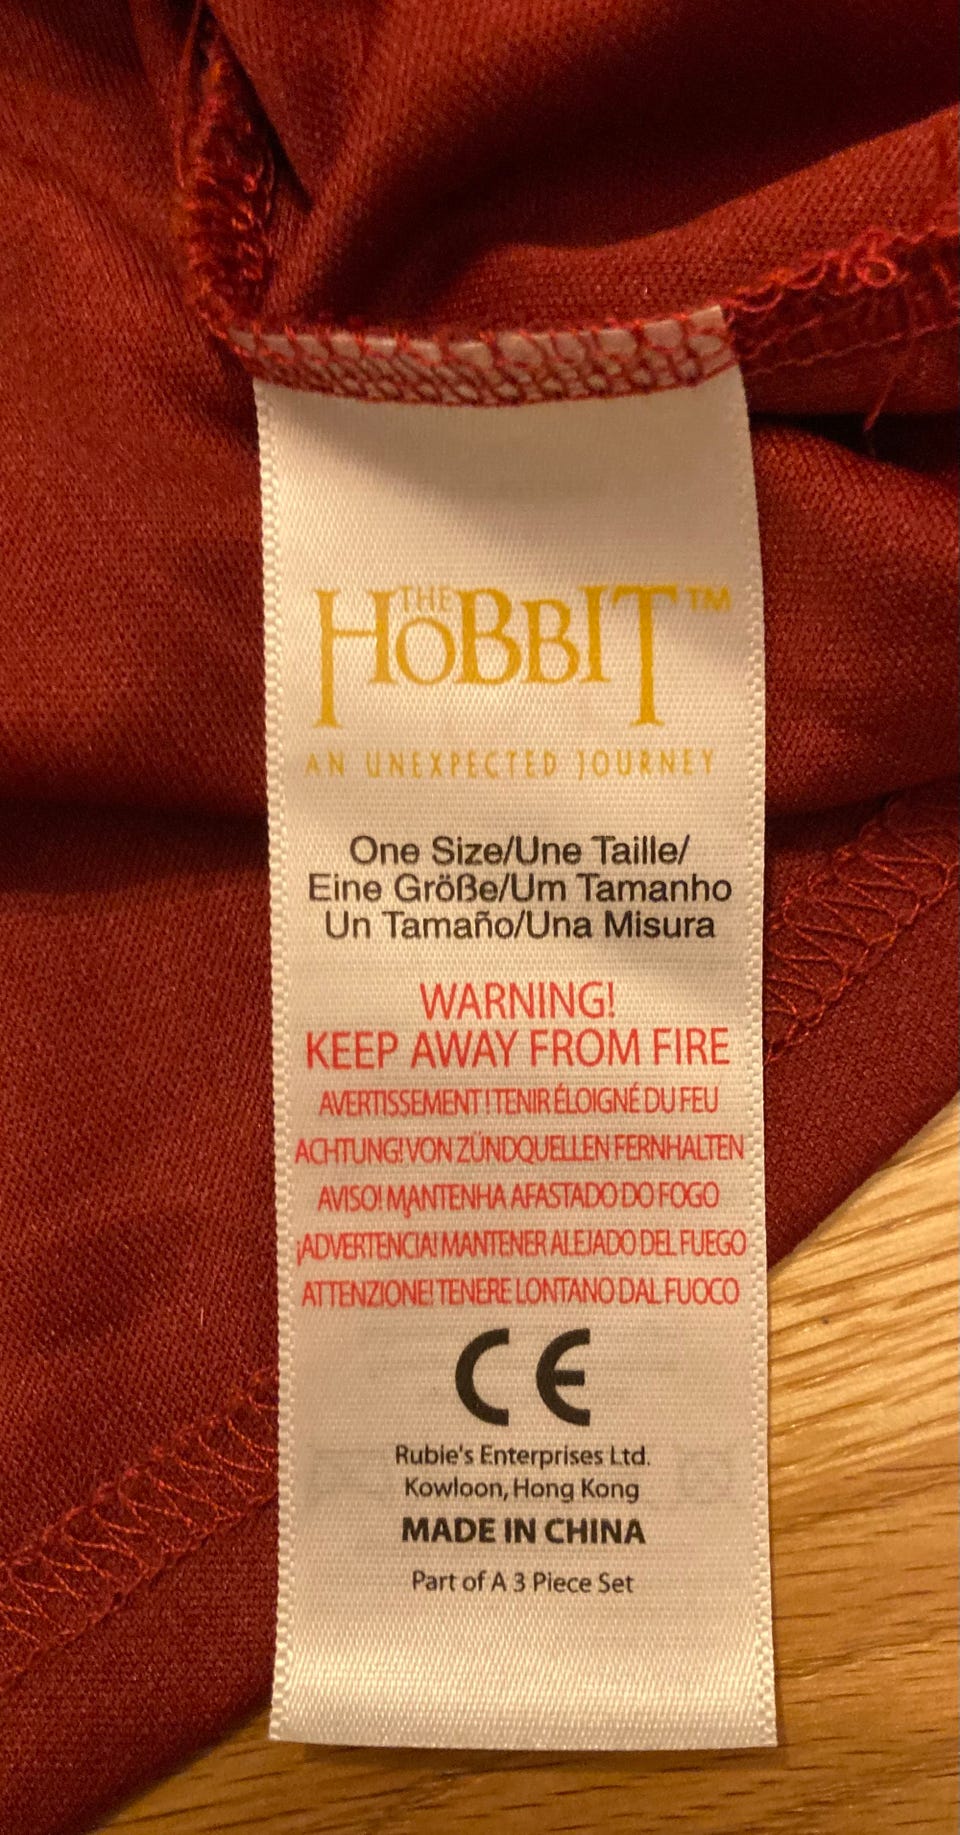 THE HOBBIT™
AN UNEXPECTED JOURNEY
One Size/Une Taille/
Eine Größe/Um Tamanho
Un Tamaño/Una Misura
WARNING!
KEEP AWAY FROM FIRE
AVERTISSEMENT ! TENIR ÉLOIGNÉ DU FEU
ACHTUNG! VON ZÜNDQUELLEN FERNHALTEN
AVISO! MANTENHA AFASTADO DO FOGO
¡ADVERTENCIA! MANTENER ALEJADO DEL FUEGO
ATTENZIONE! TENERE LONTANO DAL FUOCO
CE
Rubie's Enterprises Ltd.
Kowloon, Hong Kong
MADE IN CHINA
Part of A 3 Piece Set